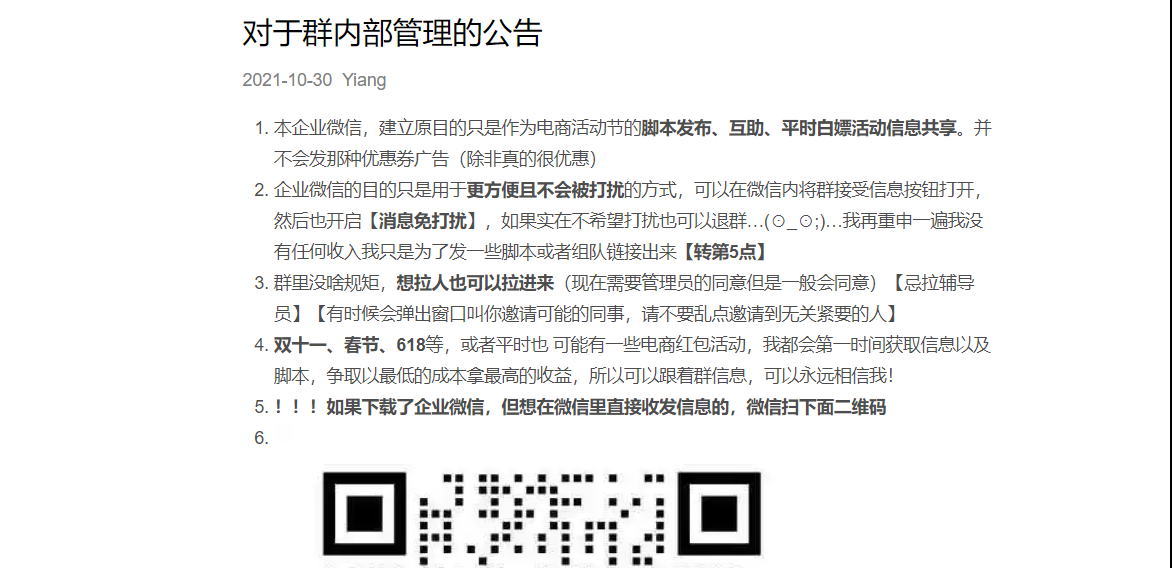 对于群内部管理的公告
2021-10-30 Yiang
1. 本企业微信，建立原目的只是作为电商活动节的脚本发布、互助、平时白嫖活动信息共享。并
不会发那种优惠券广告（除非真的很优惠）
2. 企业微信的目的只是用于更方便且不会被打扰的方式，可以在微信内将群接受信息按钮打开，
然后也开启【消息免打扰】，如果实在不希望打扰也可以退群…(⊙_⊙;)…我再重申一遍我没
有任何收入我只是为了发一些脚本或者组队链接出来【转第5点】
3. 群里没啥规矩，想拉人也可以拉进来（现在需要管理员的同意但是一般会同意）【忌拉辅导
员】【有时候会弹出窗口叫你邀请可能的同事，请不要乱点邀请到无关紧要的人】
4. 双十一、春节、618等，或者平时也 可能有一些电商红包活动，我都会第一时间获取信息以及
脚本，争取以最低的成本拿最高的收益，所以可以跟着群信息，可以永远相信我！
5. ！！！如果下载了企业微信，但想在微信里直接收发信息的，微信扫下面二维码
6.